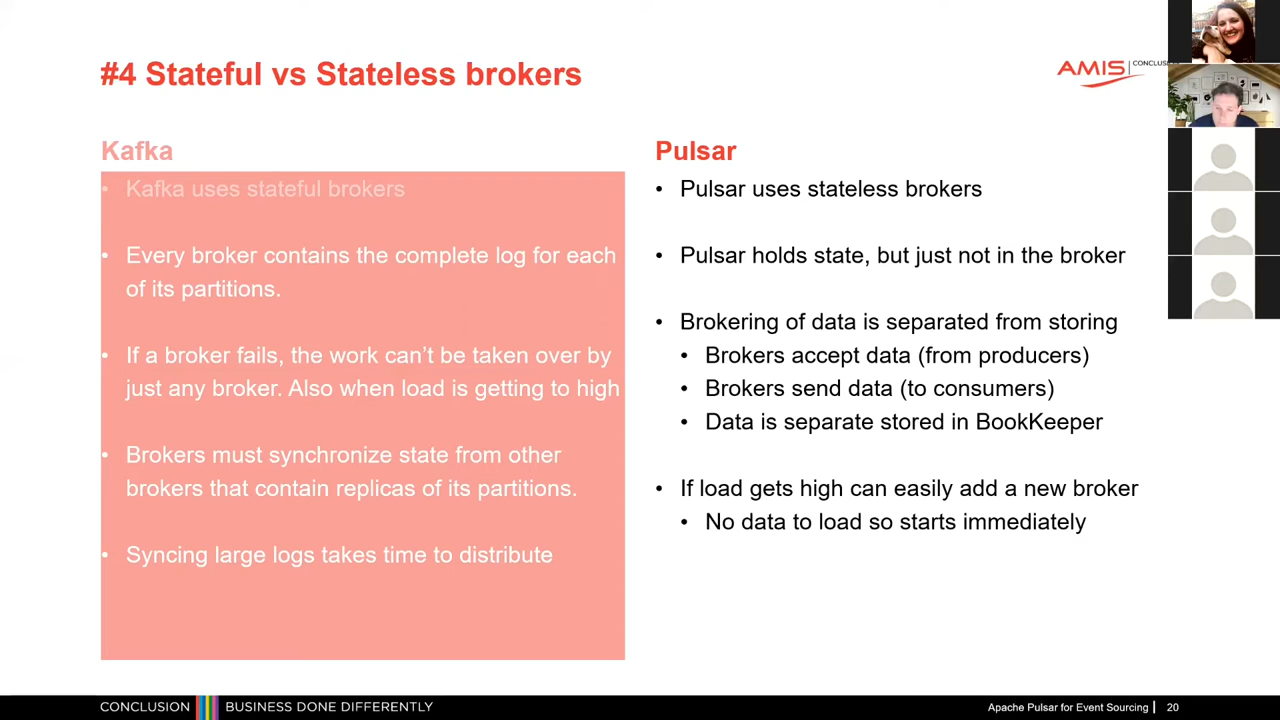 #4 Stateful vs Stateless brokers
AMIS
CONCLUSION
Kafka
• Kafka uses stateful brokers
• Every broker contains the complete log for each
of its partitions.
• If a broker fails, the work can’t be taken over by
just any broker. Also when load is getting to high
• Brokers must synchronize state from other
brokers that contain replicas of its partitions.
• Syncing large logs takes time to distribute
Pulsar
• Pulsar uses stateless brokers
• Pulsar holds state, but just not in the broker
• Brokering of data is separated from storing
• Brokers accept data (from producers)
• Brokers send data (to consumers)
• Data is separate stored in BookKeeper
• If load gets high can easily add a new broker
• No data to load so starts immediately
CONCLUSION
BUSINESS DONE DIFFERENTLY
Apache Pulsar for Event Sourcing
20